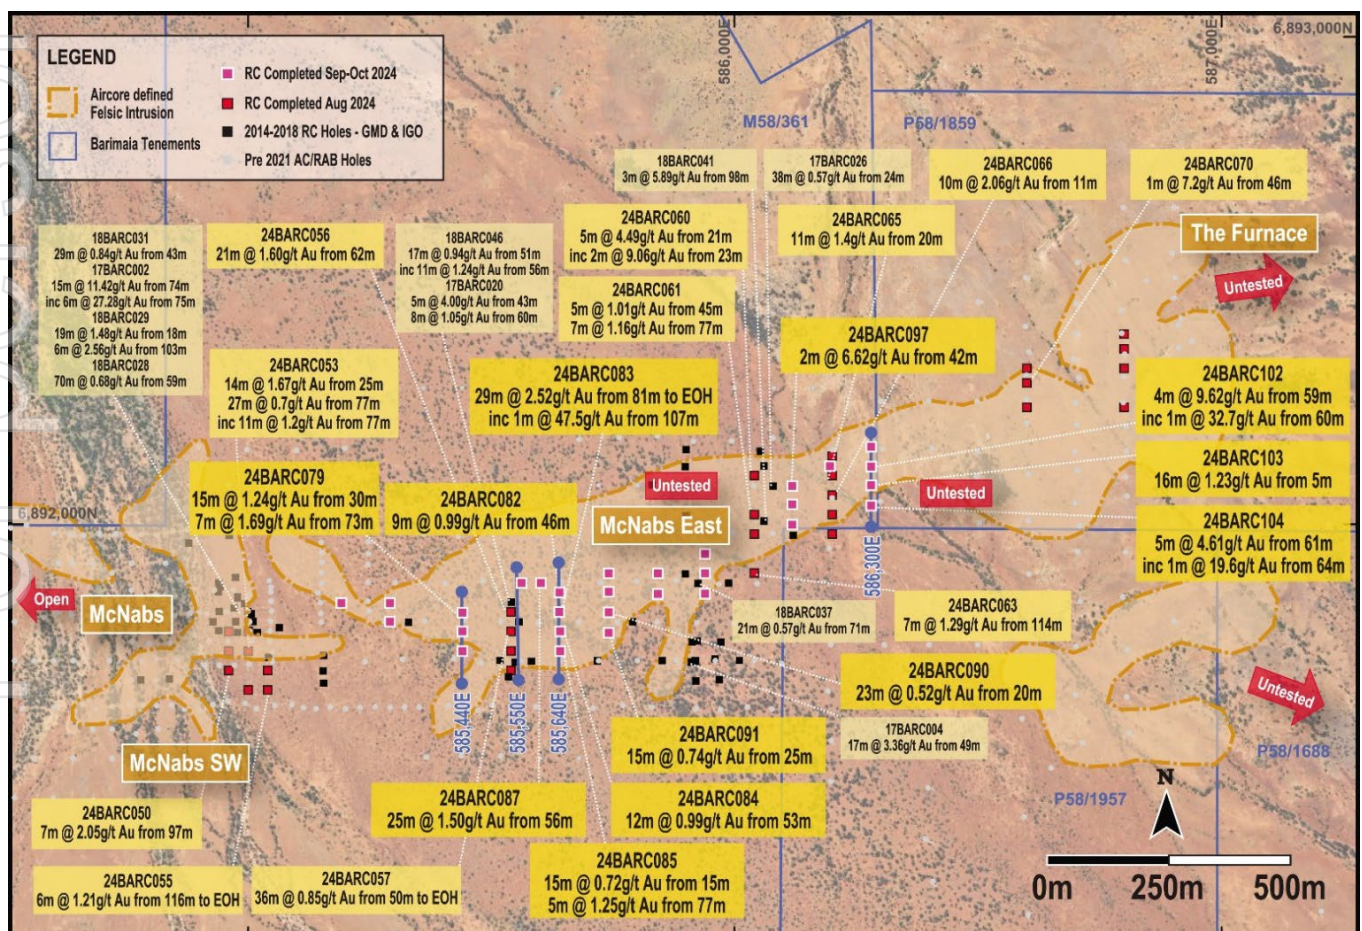 LEGEND
Aircore defined
Felsic Intrusion
Barimaia Tenements
RC Completed Sep-Oct 2024
RC Completed Aug 2024
2014-2018 RC Holes - GMD & IGO
Pre 2021 AC/RAB Holes
586,000E
587,000E
6,893,000N
M58/361
P58/1859
18BARC041
3m @ 5.89g/t Au from 98m
17BARC026
38m @ 0.57g/t Au from 24m
24BARC066
10m @ 2.06g/t Au from 11m
24BARC070
1m @ 7.2g/t Au from 46m
18BARC031
29m @ 0.84g/t Au from 43m
17BARC002
15m @ 11.42g/t Au from 74m
inc 6m @ 27.28g/t Au from 75m
18BARC029
19m @ 1.48g/t Au from 18m
6m @ 2.56g/t Au from 103m
18BARC028
70m @ 0.68g/t Au from 59m
24BARC056
21m @ 1.60g/t Au from 62m
18BARC046
17m @ 0.94g/t Au from 51m
inc 11m @ 1.24g/t Au from 56m
17BARC020
5m @ 4.00g/t Au from 43m
8m @ 1.05g/t Au from 60m
24BARC060
5m @ 4.49g/t Au from 21m
inc 2m @ 9.06g/t Au from 23m
24BARC065
11m @ 1.4g/t Au from 20m
The Furnace
Untested
24BARC061
5m @ 1.01g/t Au from 45m
7m @ 1.16g/t Au from 77m
24BARC097
2m @ 6.62g/t Au from 42m
24BARC053
14m @ 1.67g/t Au from 25m
27m @ 0.7g/t Au from 77m
inc 11m @ 1.2g/t Au from 77m
24BARC083
29m @ 2.52g/t Au from 81m to EOH
inc 1m @ 47.5g/t Au from 107m
24BARC102
4m @ 9.62g/t Au from 59m
inc 1m @ 32.7g/t Au from 60m
24BARC103
16m @ 1.23g/t Au from 5m
24BARC079
15m @ 1.24g/t Au from 30m
7m @ 1.69g/t Au from 73m
24BARC082
9m @ 0.99g/t Au from 46m
Untested
Untested
McNabs East
6,892,000N
24BARC104
5m @ 4.61g/t Au from 61m
inc 1m @ 19.6g/t Au from 64m
586,300E
Open
McNabs
18BARC037
21m @ 0.57g/t Au from 71m
24BARC063
7m @ 1.29g/t Au from 114m
24BARC090
23m @ 0.52g/t Au from 20m
Untested
585,440E
585,550E
585,640E
24BARC091
15m @ 0.74g/t Au from 25m
17BARC004
17m @ 3.36g/t Au from 49m
P58/1688
McNabs SW
N
P58/1957
24BARC050
7m @ 2.05g/t Au from 97m
24BARC087
25m @ 1.50g/t Au from 56m
24BARC084
12m @ 0.99g/t Au from 53m
24BARC055
6m @ 1.21g/t Au from 116m to EOH
24BARC057
36m @ 0.85g/t Au from 50m to EOH
24BARC085
15m @ 0.72g/t Au from 15m
5m @ 1.25g/t Au from 77m
0m
250m
500m